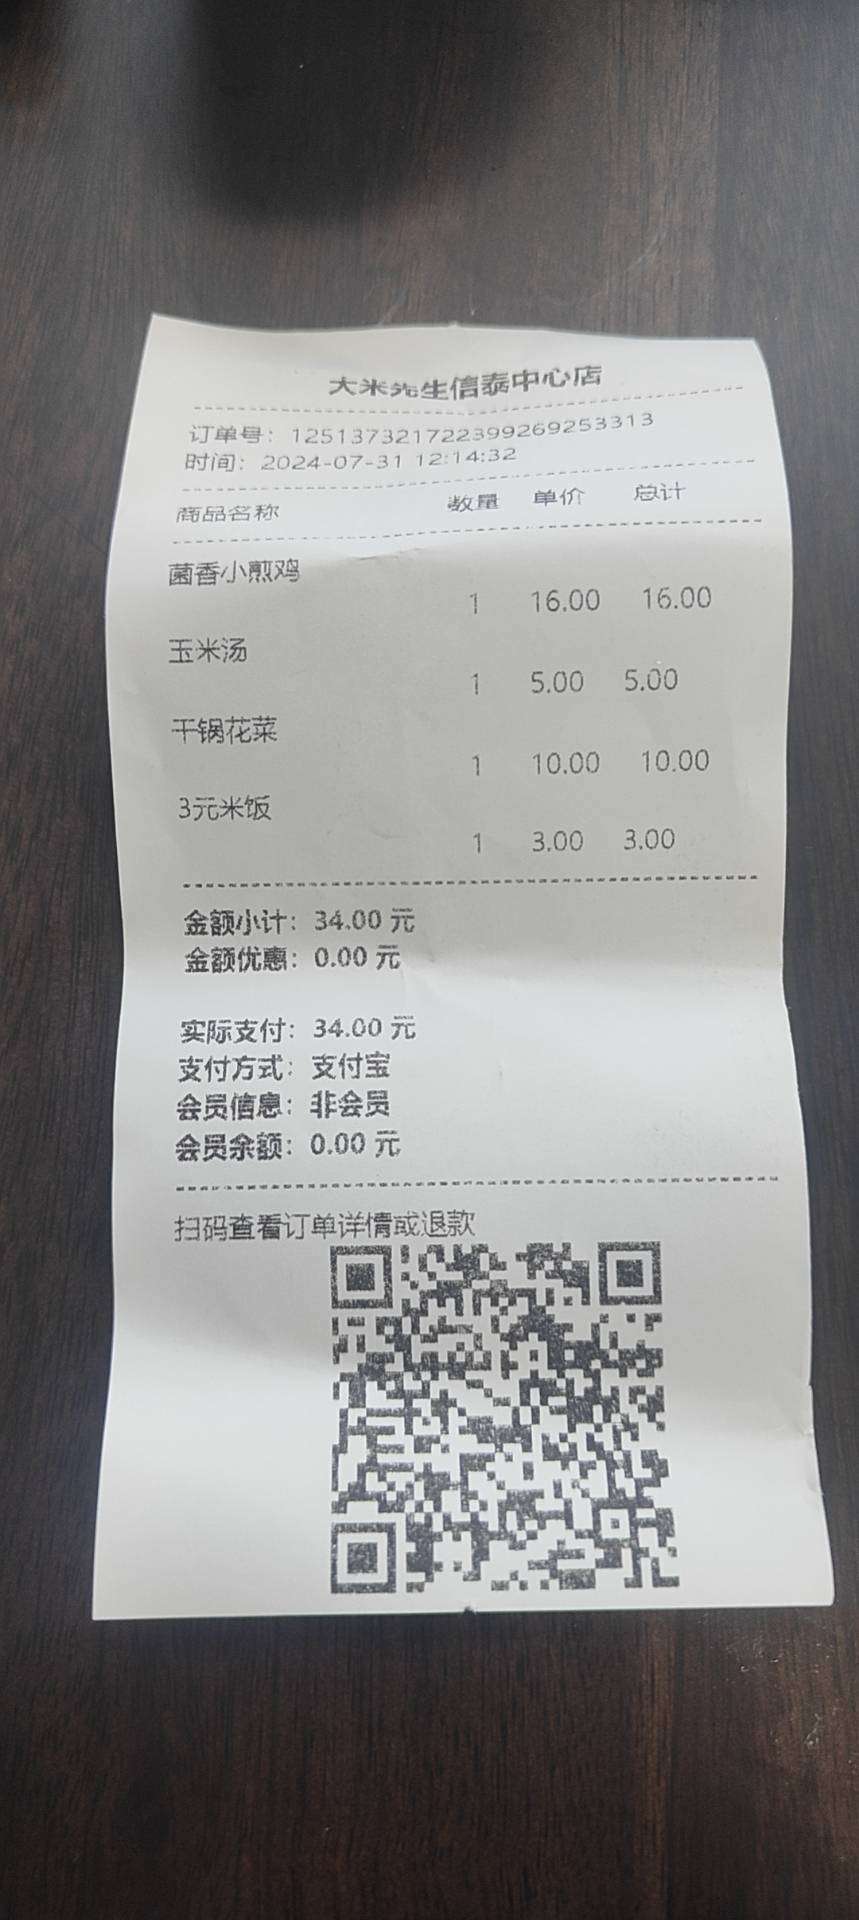 大米先生信泰中心店
订单号：1251373217223992692533​13
时间：2024-07-31 12:14:32
商品名称 数量 单价 总计
菌香小煎鸡
1 16.00 16.00
玉米汤
1 5.00 5.00
干锅花菜
1 10.00 10.00
3元米饭
1 3.00 3.00
金额小计：34.00 元
金额优惠：0.00 元
实际支付：34.00 元
支付方式：支付宝
会员信息：非会员
会员余额：0.00 元
扫码查看订单详情或退款